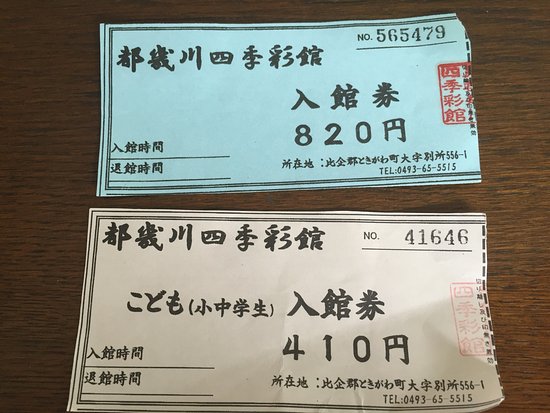 NO. 565479
都幾川四季彩館
入館券
820円
四季彩館
入館時間
退館時間
所在地：比企郡ときがわ町大字別所556-1
TEL:0493-65-5515
都幾川四季彩館
NO. 41646
こども(小中学生) 入館券
410円
四季彩館
入館時間
退館時間
所在地：比企郡ときがわ町大字別所556-1
TEL:0493-65-5515